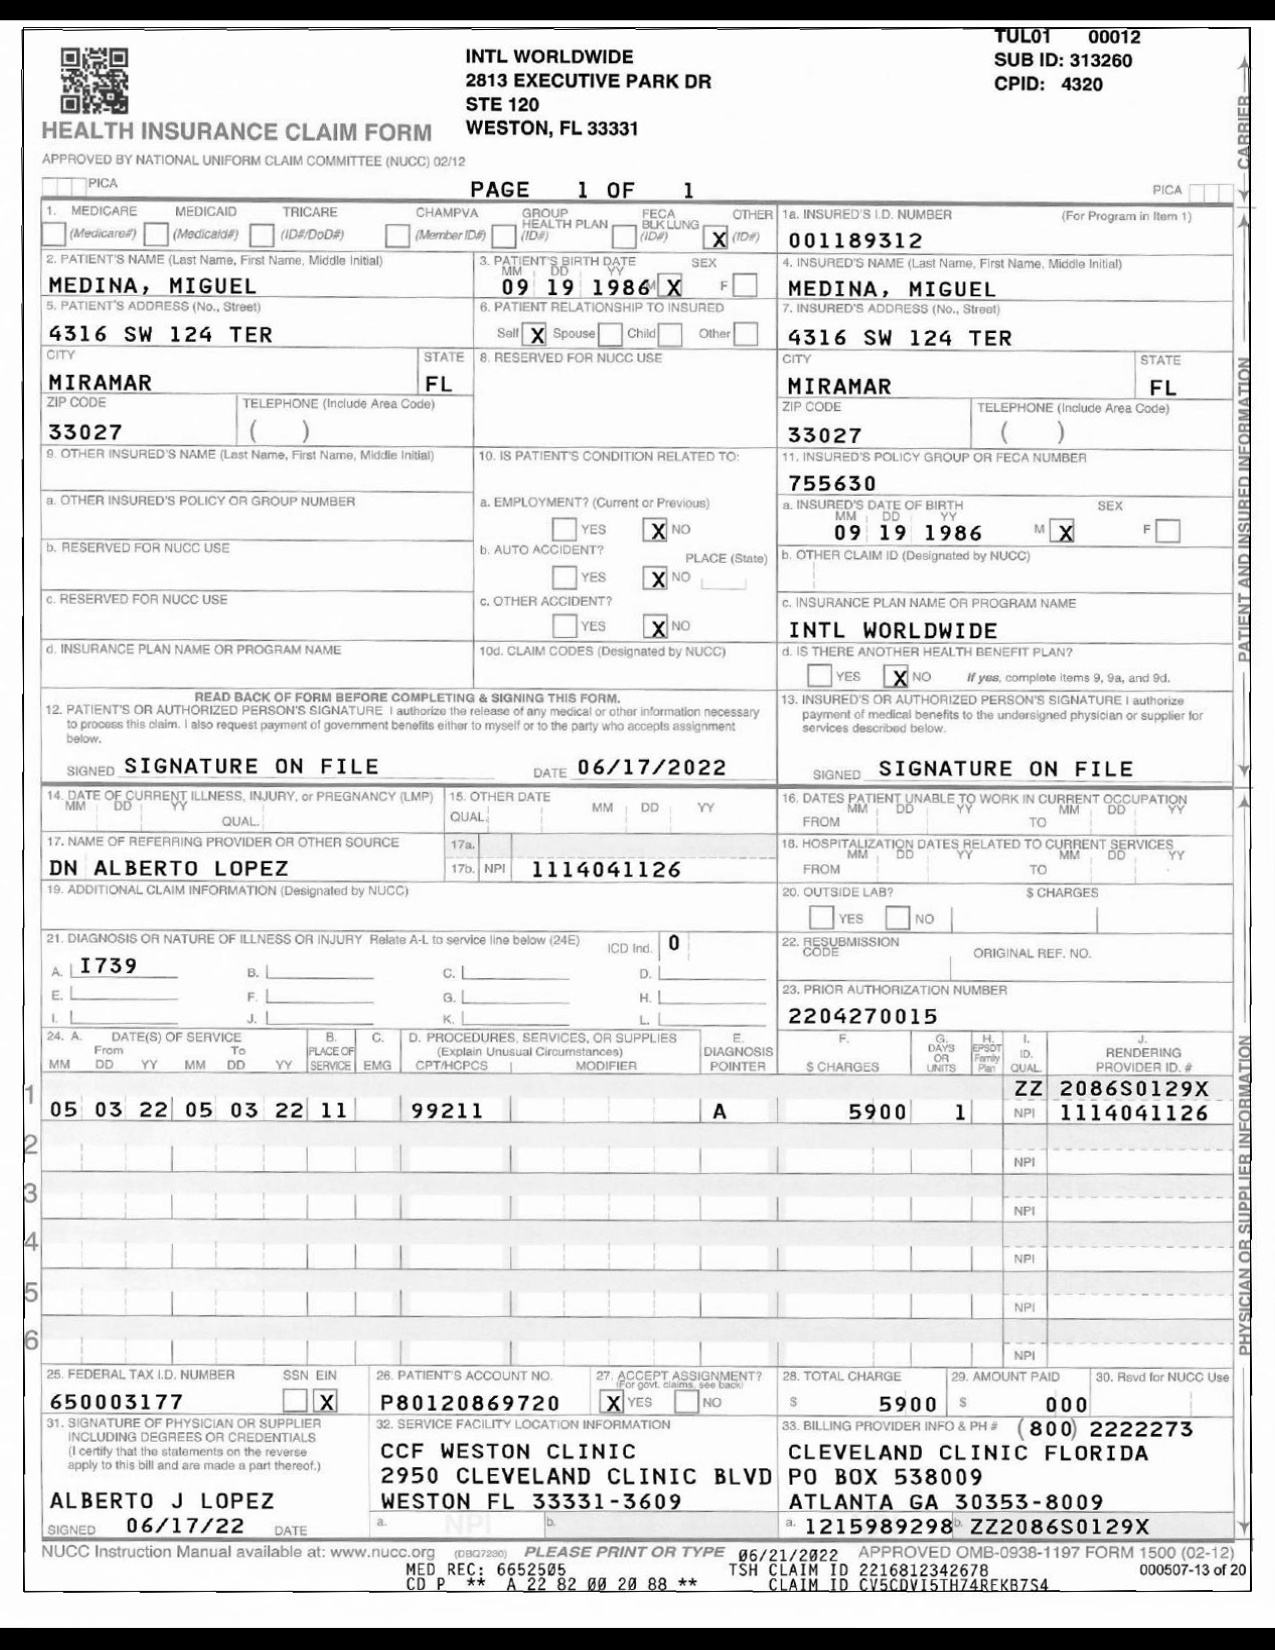 TUL01 00012
INTL WORLDWIDE
SUB ID: 313260
2813 EXECUTIVE PARK DR
CPID: 4320
STE 120
WESTON, FL 33331
HEALTH INSURANCE CLAIM FORM
APPROVED BY NATIONAL UNIFORM CLAIM COMMITTEE (NUCC) 02/12
PICA
PAGE 1 OF 1
PICA
CARRIER
1. MEDICARE MEDICAID TRICARE CHAMPVA GROUP HEALTH PLAN FECA BLK LUNG OTHER
(Medicare#) (Medicaid#) (ID#/DoD#) (Member ID#) (ID#) (ID#) X (ID#)
1a. INSURED'S I.D. NUMBER (For Program in Item 1)
001189312
2. PATIENT'S NAME (Last Name, First Name, Middle Initial)
MEDINA, MIGUEL
3. PATIENT'S BIRTH DATE SEX
MM DD YY
09 19 1986 M X F
4. INSURED'S NAME (Last Name, First Name, Middle Initial)
MEDINA, MIGUEL
5. PATIENT'S ADDRESS (No., Street)
4316 SW 124 TER
6. PATIENT RELATIONSHIP TO INSURED
Self X Spouse Child Other
7. INSURED'S ADDRESS (No., Street)
4316 SW 124 TER
CITY STATE
MIRAMAR FL
8. RESERVED FOR NUCC USE
CITY STATE
MIRAMAR FL
ZIP CODE TELEPHONE (Include Area Code)
33027 ( )
ZIP CODE TELEPHONE (Include Area Code)
33027 ( )
9. OTHER INSURED'S NAME (Last Name, First Name, Middle Initial)
10. IS PATIENT'S CONDITION RELATED TO:
11. INSURED'S POLICY GROUP OR FECA NUMBER
755630
a. OTHER INSURED'S POLICY OR GROUP NUMBER
a. EMPLOYMENT? (Current or Previous)
YES X NO
a. INSURED'S DATE OF BIRTH SEX
MM DD YY
09 19 1986 M X F
b. RESERVED FOR NUCC USE
b. AUTO ACCIDENT? PLACE (State)
YES X NO
b. OTHER CLAIM ID (Designated by NUCC)
c. RESERVED FOR NUCC USE
c. OTHER ACCIDENT?
YES X NO
c. INSURANCE PLAN NAME OR PROGRAM NAME
INTL WORLDWIDE
d. INSURANCE PLAN NAME OR PROGRAM NAME
10d. CLAIM CODES (Designated by NUCC)
d. IS THERE ANOTHER HEALTH BENEFIT PLAN?
YES X NO If yes, complete items 9, 9a, and 9d.
PATIENT AND INSURED INFORMATION
READ BACK OF FORM BEFORE COMPLETING & SIGNING THIS FORM.
12. PATIENT'S OR AUTHORIZED PERSON'S SIGNATURE I authorize the release of any medical or other information necessary
to process this claim. I also request payment of government benefits either to myself or to the party who accepts assignment
below.
SIGNED SIGNATURE ON FILE DATE 06/17/2022
13. INSURED'S OR AUTHORIZED PERSON'S SIGNATURE I authorize
payment of medical benefits to the undersigned physician or supplier for
services described below.
SIGNED SIGNATURE ON FILE
14. DATE OF CURRENT ILLNESS, INJURY, or PREGNANCY (LMP)
MM DD YY
QUAL.
15. OTHER DATE
QUAL. MM DD YY
16. DATES PATIENT UNABLE TO WORK IN CURRENT OCCUPATION
MM DD YY MM DD YY
FROM TO
17. NAME OF REFERRING PROVIDER OR OTHER SOURCE
DN ALBERTO LOPEZ
17a.
17b. NPI 1114041126
18. HOSPITALIZATION DATES RELATED TO CURRENT SERVICES
MM DD YY MM DD YY
FROM TO
19. ADDITIONAL CLAIM INFORMATION (Designated by NUCC)
20. OUTSIDE LAB? $ CHARGES
YES NO
21. DIAGNOSIS OR NATURE OF ILLNESS OR INJURY Relate A-L to service line below (24E) ICD Ind. 0
A. I739 B. C. D.
E. F. G. H.
I. J. K. L.
22. RESUBMISSION CODE ORIGINAL REF. NO.
23. PRIOR AUTHORIZATION NUMBER
2204270015
24. A. DATE(S) OF SERVICE B. C. D. PROCEDURES, SERVICES, OR SUPPLIES E. F. G. H. I. J.
From To PLACE OF (Explain Unusual Circumstances) DIAGNOSIS DAYS OR EPSDT Family ID. RENDERING
MM DD YY MM DD YY SERVICE EMG CPT/HCPCS MODIFIER POINTER $ CHARGES UNITS Plan QUAL. PROVIDER ID. #
ZZ 2086S0129X
1 05 03 22 05 03 22 11 99211 A 5900 1 NPI 1114041126
2 NPI
3 NPI
4 NPI
5 NPI
6 NPI
PHYSICIAN OR SUPPLIER INFORMATION
25. FEDERAL TAX I.D. NUMBER SSN EIN
650003177 X
26. PATIENT'S ACCOUNT NO.
P80120869720
27. ACCEPT ASSIGNMENT?
(For govt. claims, see back)
X YES NO
28. TOTAL CHARGE
$ 5900
29. AMOUNT PAID
$ 000
30. Rsvd for NUCC Use
31. SIGNATURE OF PHYSICIAN OR SUPPLIER
INCLUDING DEGREES OR CREDENTIALS
(I certify that the statements on the reverse
apply to this bill and are made a part thereof.)
ALBERTO J LOPEZ
SIGNED 06/17/22 DATE
32. SERVICE FACILITY LOCATION INFORMATION
CCF WESTON CLINIC
2950 CLEVELAND CLINIC BLVD
WESTON FL 33331-3609
a. NPI b.
33. BILLING PROVIDER INFO & PH # (800) 2222273
CLEVELAND CLINIC FLORIDA
PO BOX 538009
ATLANTA GA 30353-8009
a. 1215989298 b. ZZ2086S0129X
NUCC Instruction Manual available at: www.nucc.org (DBQ7290) PLEASE PRINT OR TYPE 06/21/2022 APPROVED OMB-0938-1197 FORM 1500 (02-12)
MED REC: 6652505 TSH CLAIM ID 2216812342678 000507-13 of 20
CD P ** A 22 82 00 20 88 ** CLAIM ID CV5CDVI5TH74REKB7S4